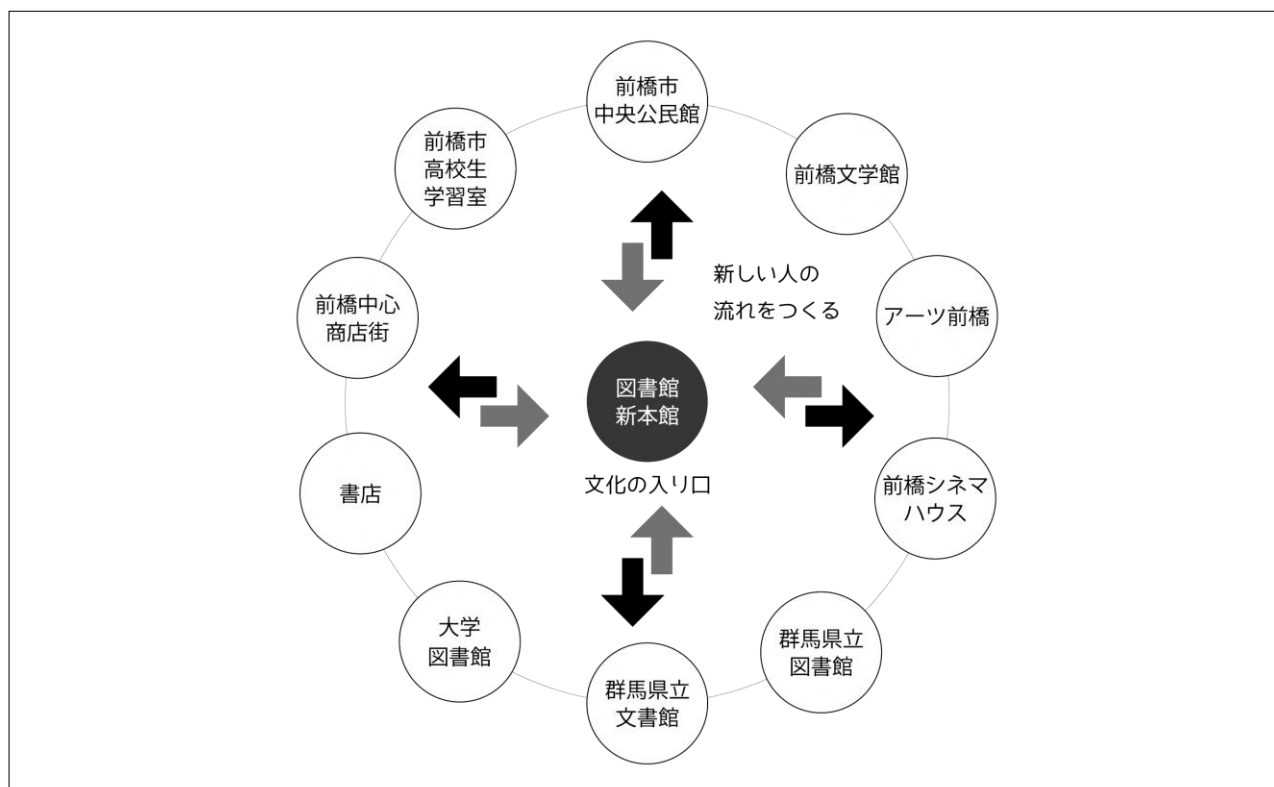 前橋市
中央公民館
前橋市
高校生
学習室
前橋文学館
新しい人の
流れをつくる
前橋中心
商店街
アーツ前橋
図書館
新本館
文化の入り口
書店
前橋シネマ
ハウス
大学
図書館
群馬県立
図書館
群馬県立
文書館